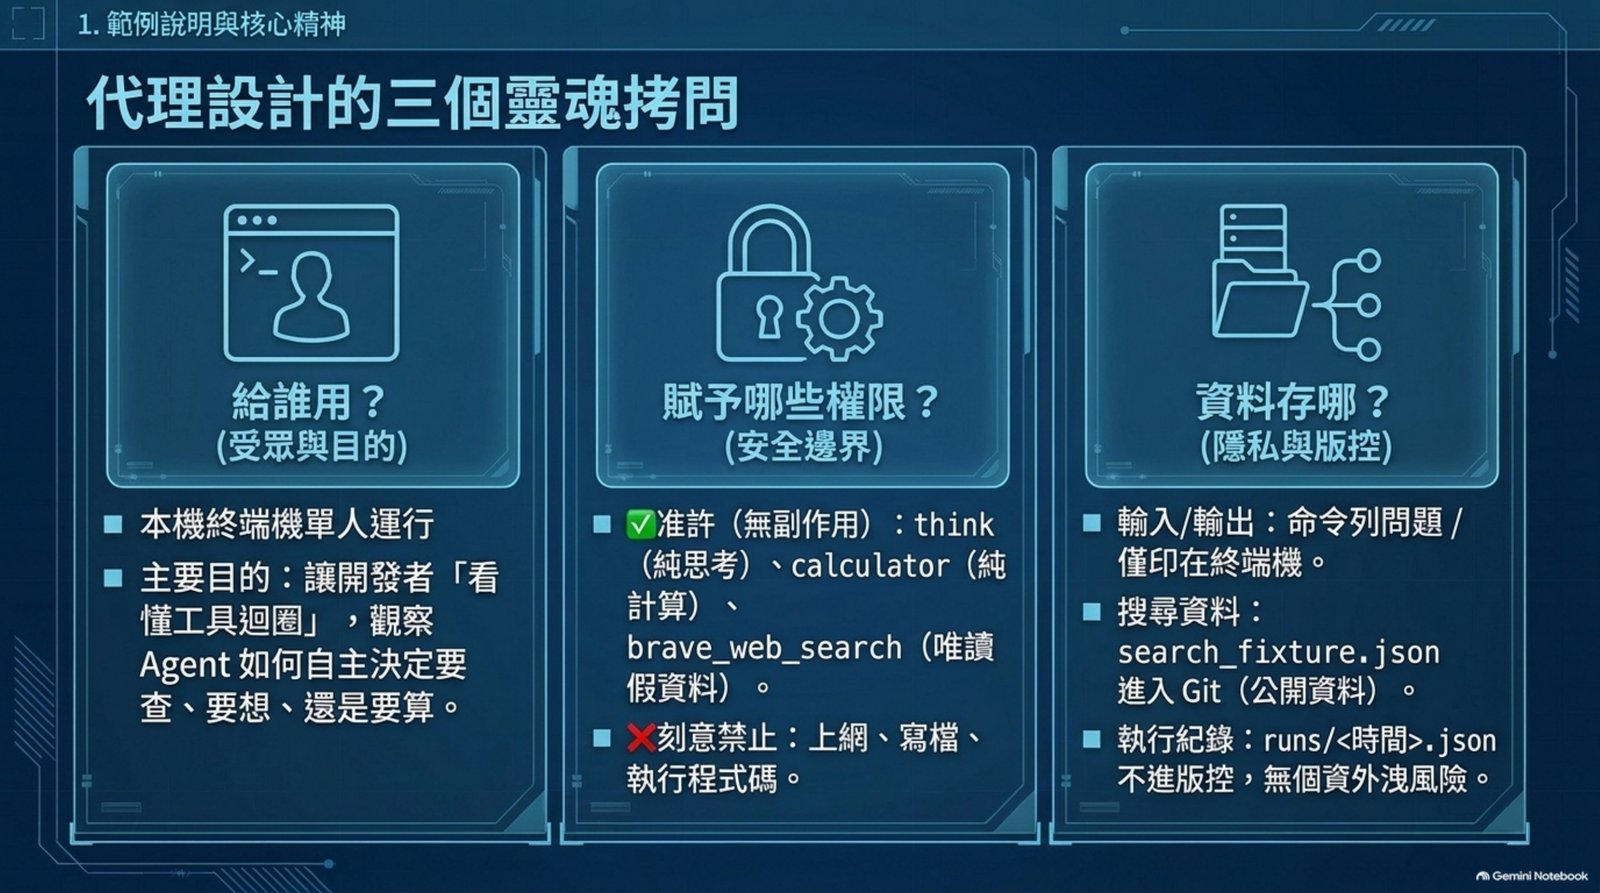 1. 範例說明與核心精神
代理設計的三個靈魂拷問
給誰用？
(受眾與目的)
本機終端機單人運行
主要目的：讓開發者「看
懂工具迴圈」，觀察
Agent 如何自主決定要
查、要想、還是要算。
賦予哪些權限？
(安全邊界)
✅准許（無副作用）：think
（純思考）、calculator（純
計算）、
brave_web_search（唯讀
假資料）。
❌刻意禁止：上網、寫檔、
執行程式碼。
資料存哪？
(隱私與版控)
輸入/輸出：命令列問題 /
僅印在終端機。
搜尋資料：
search_fixture.json
進入 Git（公開資料）。
執行紀錄：runs/<時間>.json
不進版控，無個資外洩風險。
Gemini Notebook